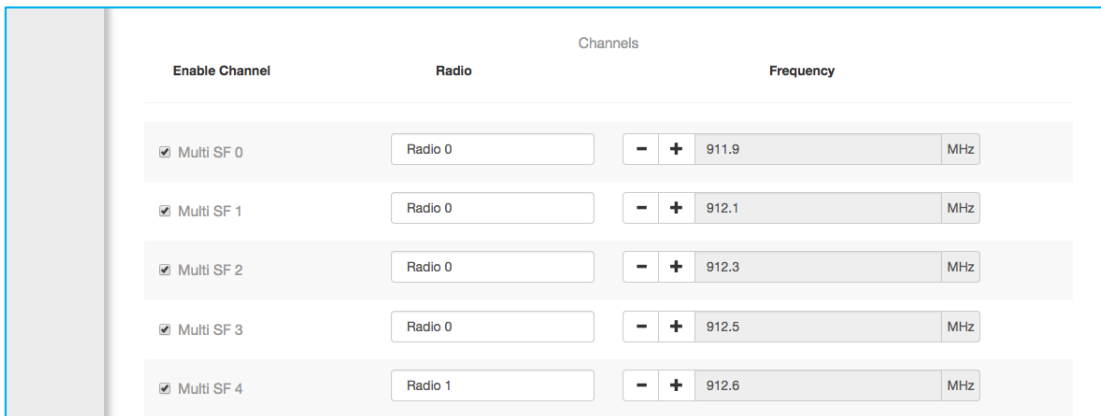 Channels
Enable Channel Radio Frequency
Multi SF 0 Radio 0 - + 911.9 MHz
Multi SF 1 Radio 0 - + 912.1 MHz
Multi SF 2 Radio 0 - + 912.3 MHz
Multi SF 3 Radio 0 - + 912.5 MHz
Multi SF 4 Radio 1 - + 912.6 MHz